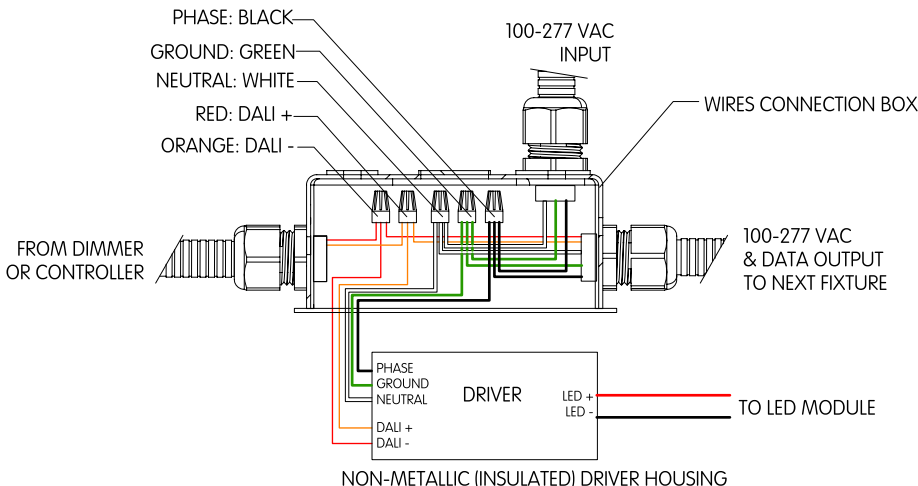 PHASE: BLACK
GROUND: GREEN
NEUTRAL: WHITE
RED: DALI +
ORANGE: DALI -
100-277 VAC
INPUT
WIRES CONNECTION BOX
FROM DIMMER
OR CONTROLLER
100-277 VAC
& DATA OUTPUT
TO NEXT FIXTURE
PHASE
GROUND
NEUTRAL
DALI +
DALI -
DRIVER
LED +
LED -
TO LED MODULE
NON-METALLIC (INSULATED) DRIVER HOUSING